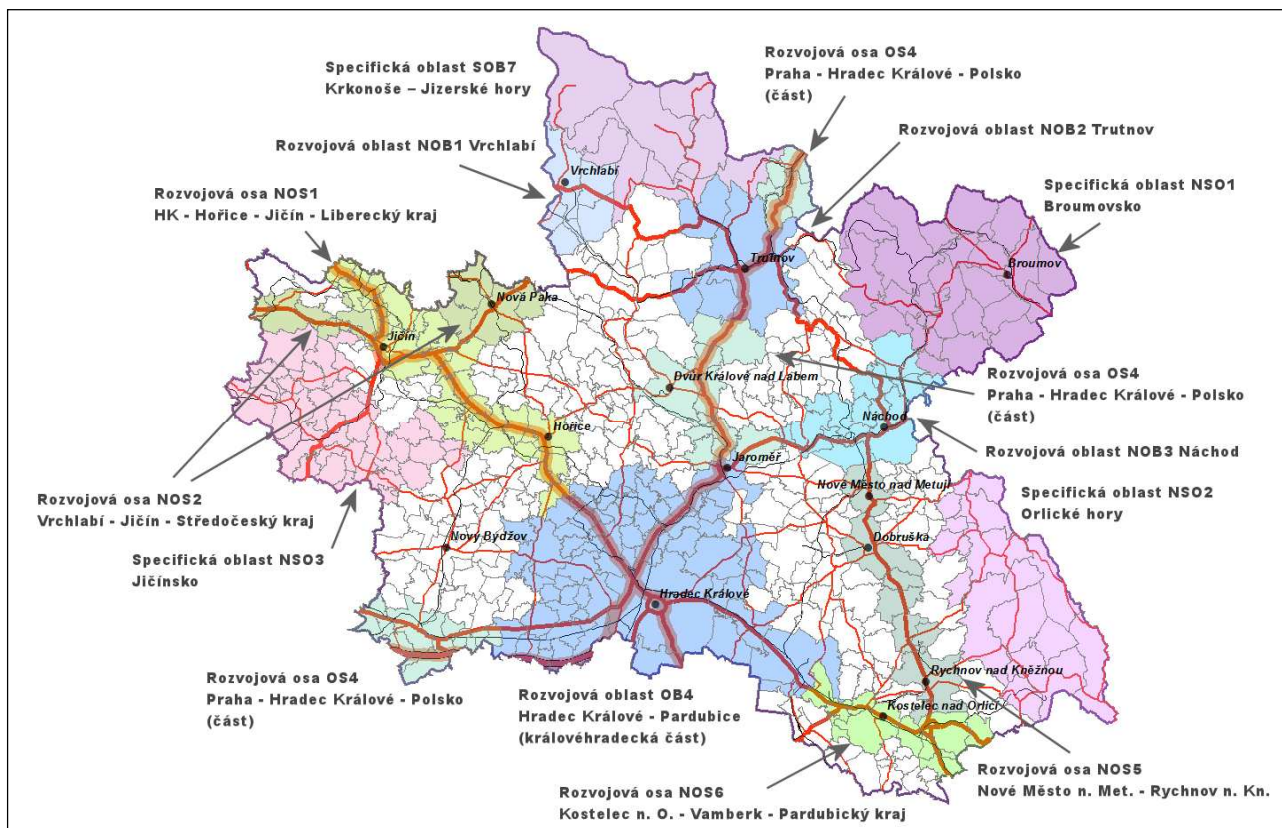 Rozvojová osa OS4
Praha - Hradec Králové - Polsko
(část)
Specifická oblast SOB7
Krkonoše – Jizerské hory
Rozvojová oblast NOB2 Trutnov
Rozvojová oblast NOB1 Vrchlabí
Vrchlabí
Rozvojová osa NOS1
HK - Hořice - Jičín - Liberecký kraj
Specifická oblast NSO1
Broumovsko
Trutnov
Broumov
Nová Paka
Jičín
Dvůr Králové nad Labem
Rozvojová osa OS4
Praha - Hradec Králové - Polsko
(část)
Náchod
Hořice
Rozvojová oblast NOB3 Náchod
Jaroměř
Rozvojová osa NOS2
Vrchlabí - Jičín - Středočeský kraj
Nové Město nad Metují
Specifická oblast NSO2
Orlické hory
Nový Bydžov
Dobruška
Specifická oblast NSO3
Jičínsko
Hradec Králové
Rozvojová osa OS4
Praha - Hradec Králové - Polsko
(část)
Rozvojová oblast OB4
Hradec Králové - Pardubice
(králověhradecká část)
Rychnov nad Kněžnou
Kostelec nad Orlicí
Rozvojová osa NOS5
Nové Město n. Met. - Rychnov n. Kn.
Rozvojová osa NOS6
Kostelec n. O. - Vamberk - Pardubický kraj